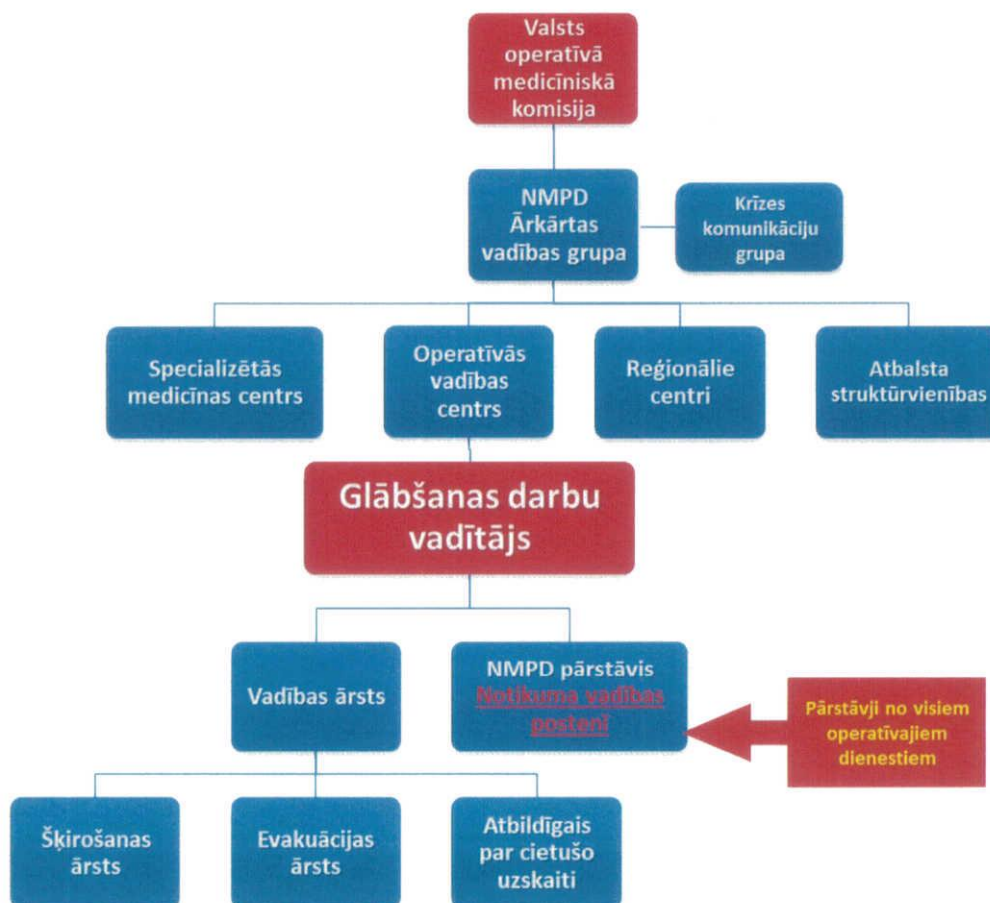 Valsts
operatīvā
medicīniskā
komisija
NMPD
Ārkārtas
vadības grupa
Krīzes
komunikāciju
grupa
Specializētās
medicīnas centrs
Operatīvās
vadības
centrs
Reģionālie
centri
Atbalsta
struktūrvienības
Glābšanas darbu
vadītājs
Vadības ārsts
NMPD pārstāvis
Notikuma vadības
postenī
Pārstāvji no visiem
operatīvajiem
dienestiem
Šķirošanas
ārsts
Evakuācijas
ārsts
Atbildīgais
par cietušo
uzskaiti